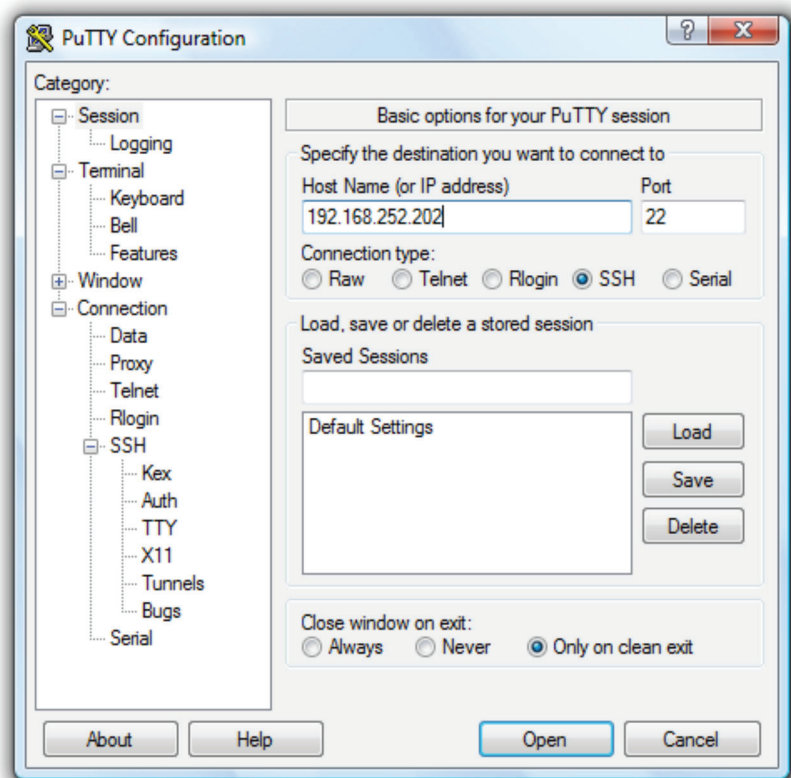 PuTTY Configuration
Category:
Session
Logging
Terminal
Keyboard
Bell
Features
Window
Connection
Data
Proxy
Telnet
Rlogin
SSH
Kex
Auth
TTY
X11
Tunnels
Bugs
Serial
Basic options for your PuTTY session
Specify the destination you want to connect to
Host Name (or IP address) Port
192.168.252.202 22
Connection type:
Raw Telnet Rlogin SSH Serial
Load, save or delete a stored session
Saved Sessions
Default Settings
Load
Save
Delete
Close window on exit:
Always Never Only on clean exit
About Help Open Cancel